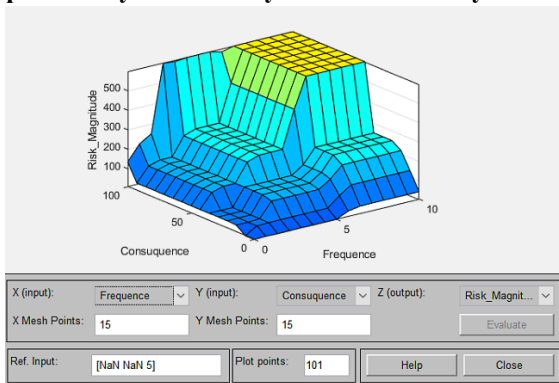 500
400
300
200
100
Risk_Magnitude
100
50
0
0
5
10
Consuquence
Frequence
X (input):
Frequence
Y (input):
Consuquence
Z (output):
Risk_Magnit...
X Mesh Points:
15
Y Mesh Points:
15
Evaluate
Ref. Input:
[NaN NaN 5]
Plot points:
101
Help
Close